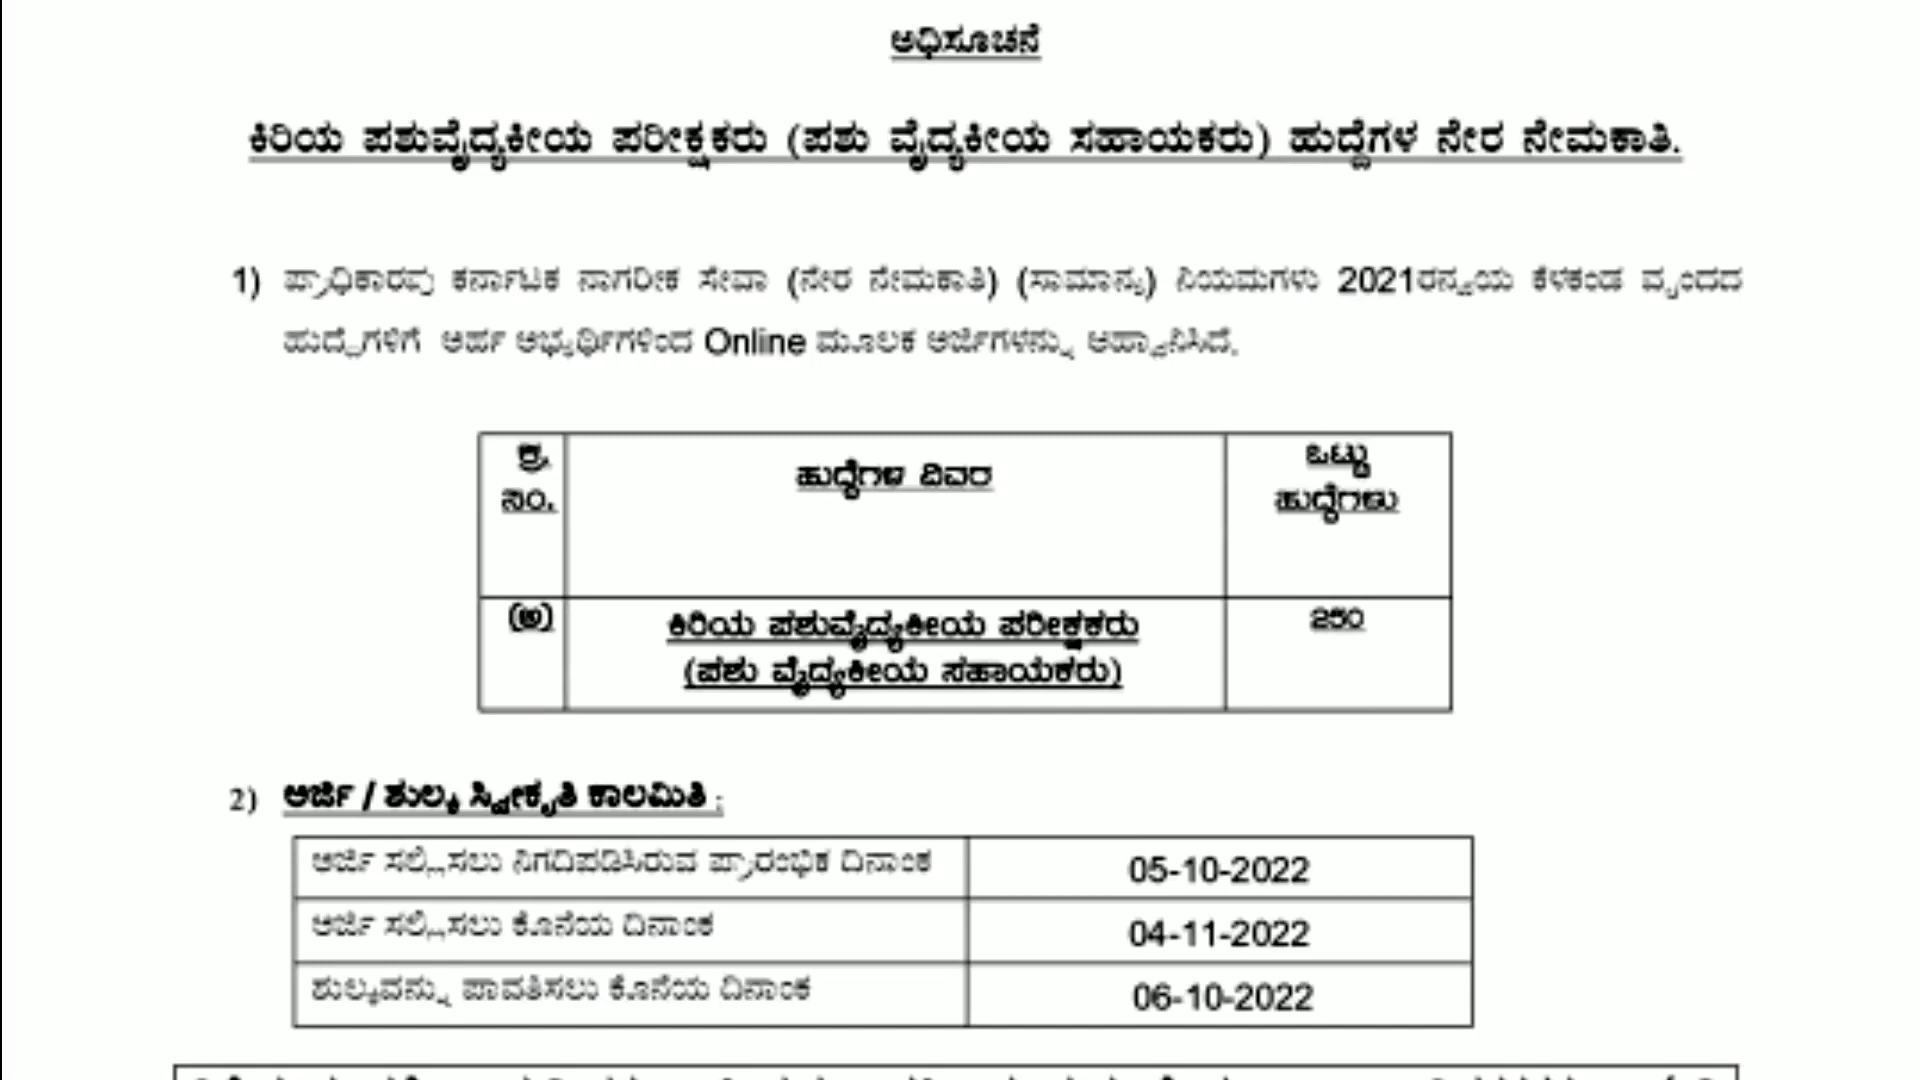 ಅಧಿಸೂಚನೆ
ಕಿರಿಯ ಪಶುವೈದ್ಯಕೀಯ ಪರೀಕ್ಷಕರು (ಪಶು ವೈದ್ಯಕೀಯ ಸಹಾಯಕರು) ಹುದ್ದೆಗಳ ನೇರ ನೇಮಕಾತಿ.
1) ಪ್ರಾಧಿಕಾರವು ಕರ್ನಾಟಕ ನಾಗರೀಕ ಸೇವಾ (ನೇರ ನೇಮಕಾತಿ) (ಸಾಮಾನ್ಯ) ನಿಯಮಗಳು 2021ರನ್ವಯ ಕೆಳಕಂಡ ವೃಂದದ
ಹುದ್ದೆಗಳಿಗೆ ಅರ್ಹ ಅಭ್ಯರ್ಥಿಗಳಿಂದ Online ಮೂಲಕ ಅರ್ಜಿಗಳನ್ನು ಆಹ್ವಾನಿಸಿದೆ.
ಕ್ರ.
ಸಂ.
ಹುದ್ದೆಗಳ ವಿವರ
ಒಟ್ಟು
ಹುದ್ದೆಗಳು
(ಅ)
ಕಿರಿಯ ಪಶುವೈದ್ಯಕೀಯ ಪರೀಕ್ಷಕರು
(ಪಶು ವೈದ್ಯಕೀಯ ಸಹಾಯಕರು)
೨೫೦
2) ಅರ್ಜಿ / ಶುಲ್ಕ ಸ್ವೀಕೃತಿ ಕಾಲಮಿತಿ :
ಅರ್ಜಿ ಸಲ್ಲಿಸಲು ನಿಗದಿಪಡಿಸಿರುವ ಪ್ರಾರಂಭಿಕ ದಿನಾಂಕ 05-10-2022
ಅರ್ಜಿ ಸಲ್ಲಿಸಲು ಕೊನೆಯ ದಿನಾಂಕ 04-11-2022
ಶುಲ್ಕವನ್ನು ಪಾವತಿಸಲು ಕೊನೆಯ ದಿನಾಂಕ 06-10-2022